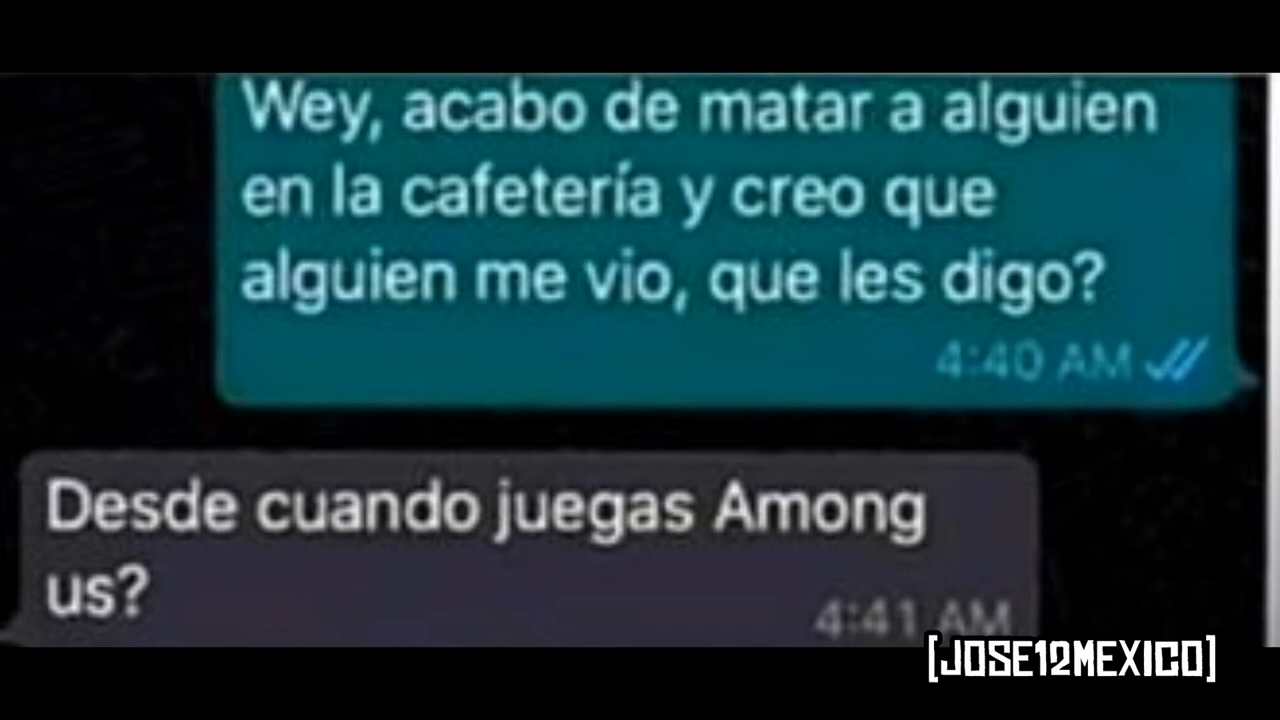 Wey, acabo de matar a alguien
en la cafetería y creo que
alguien me vio, que les digo?
4:40 AM
Desde cuando juegas Among
us?
4:41 AM
[JOSE12MEXICO]